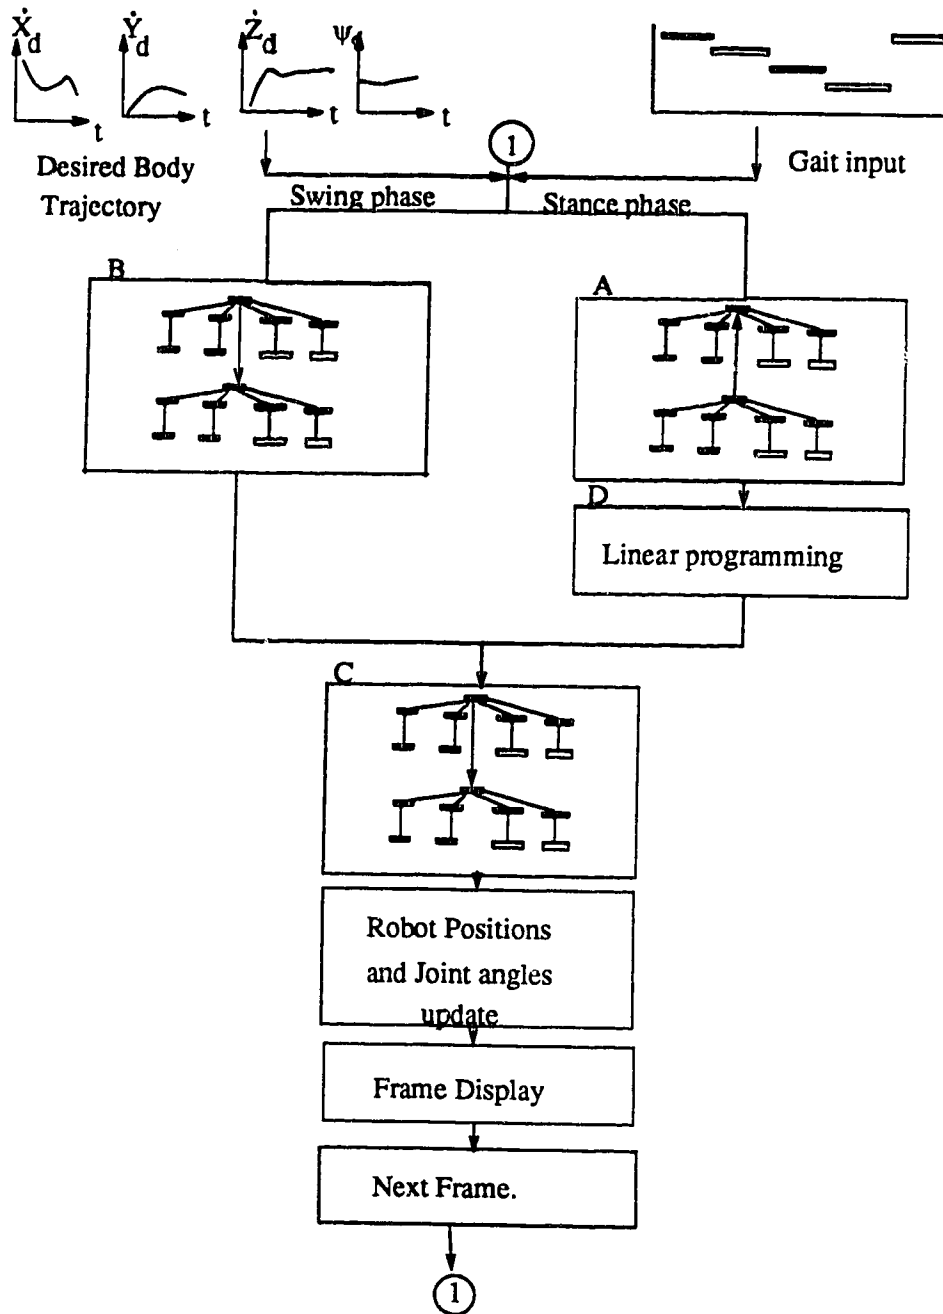 Ẋd
Ẏd
Żd
ψd
t
t
t
t
1
Desired Body
Trajectory
Gait input
Swing phase
Stance phase
B
A
D
Linear programming
C
Robot Positions
and Joint angles
update
Frame Display
Next Frame.
1